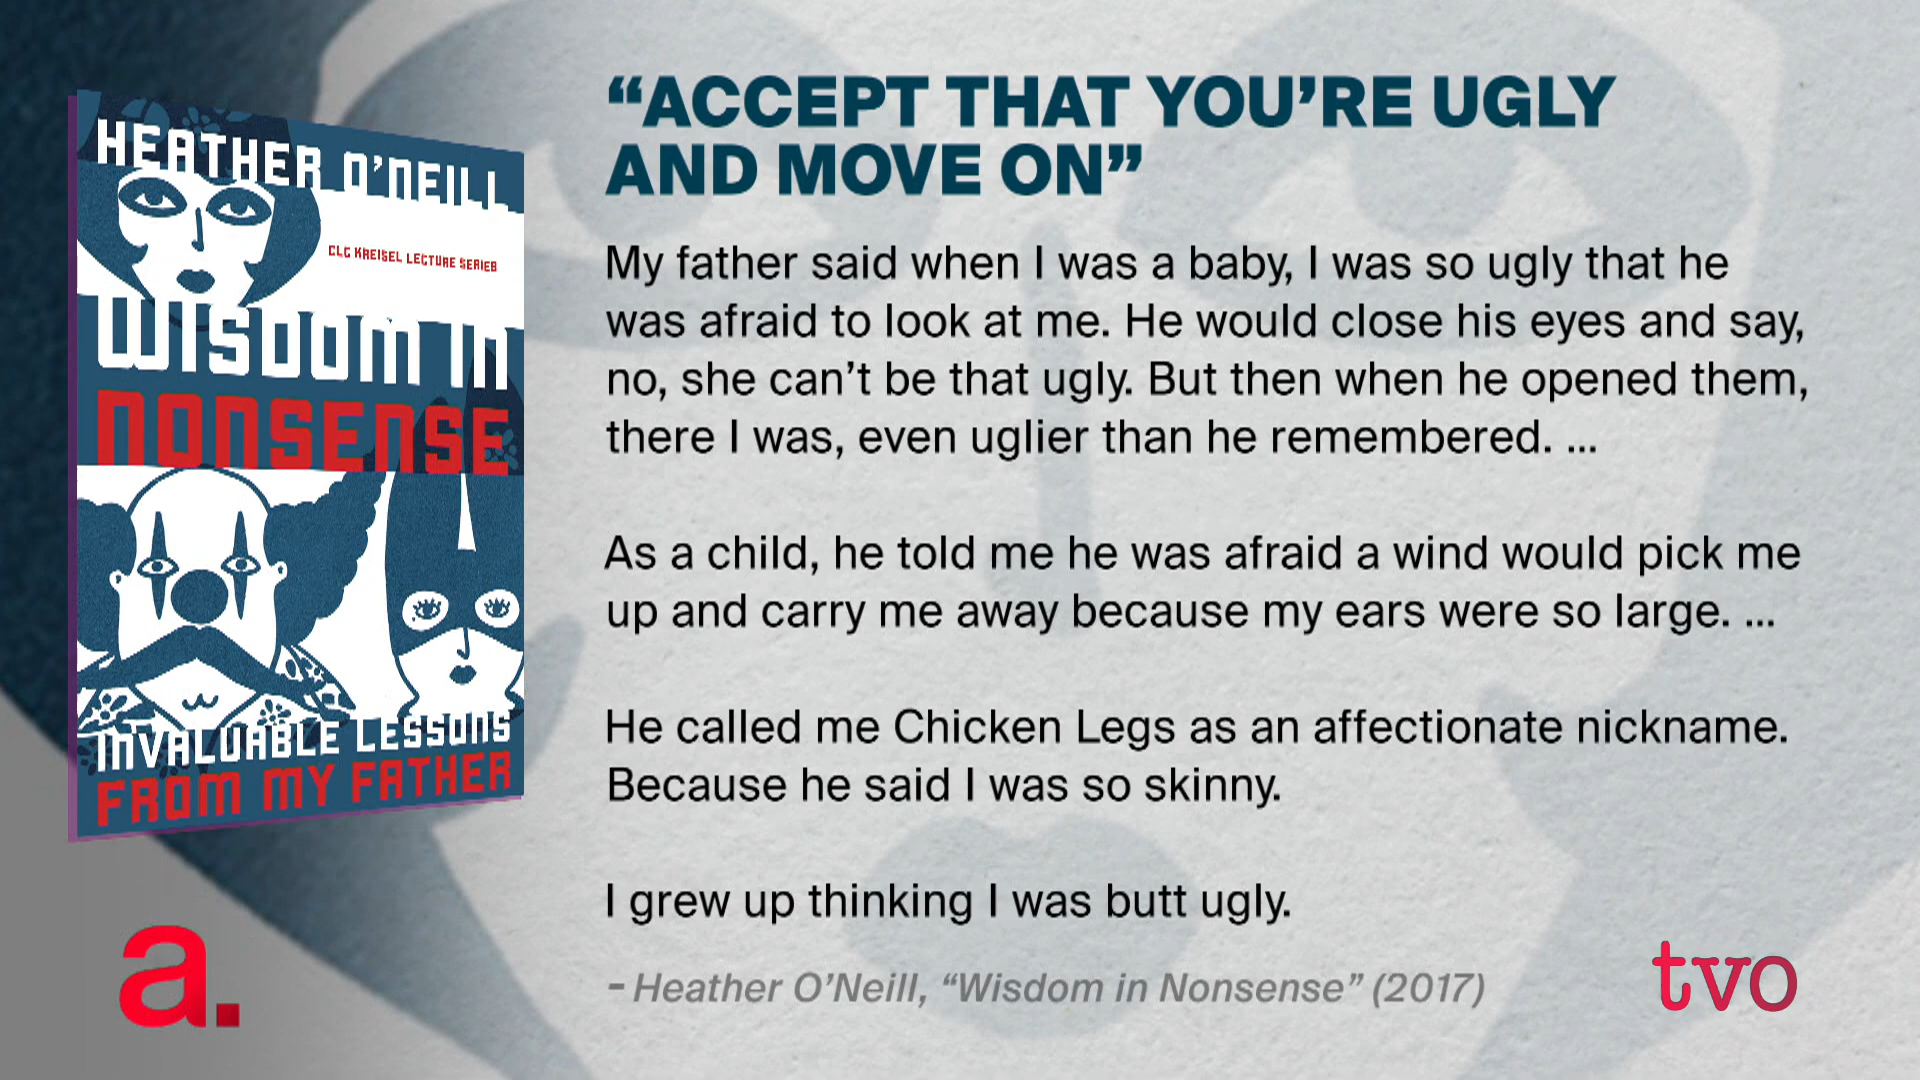 HEATHER O'NEILL
CLC KREISEL LECTURE SERIES
WISDOM IN
NONSENSE
INVALUABLE LESSONS
FROM MY FATHER
“ACCEPT THAT YOU’RE UGLY
AND MOVE ON”
My father said when I was a baby, I was so ugly that he
was afraid to look at me. He would close his eyes and say,
no, she can’t be that ugly. But then when he opened them,
there I was, even uglier than he remembered. ...
As a child, he told me he was afraid a wind would pick me
up and carry me away because my ears were so large. ...
He called me Chicken Legs as an affectionate nickname.
Because he said I was so skinny.
I grew up thinking I was butt ugly.
– Heather O’Neill, “Wisdom in Nonsense” (2017)
a.
tvo